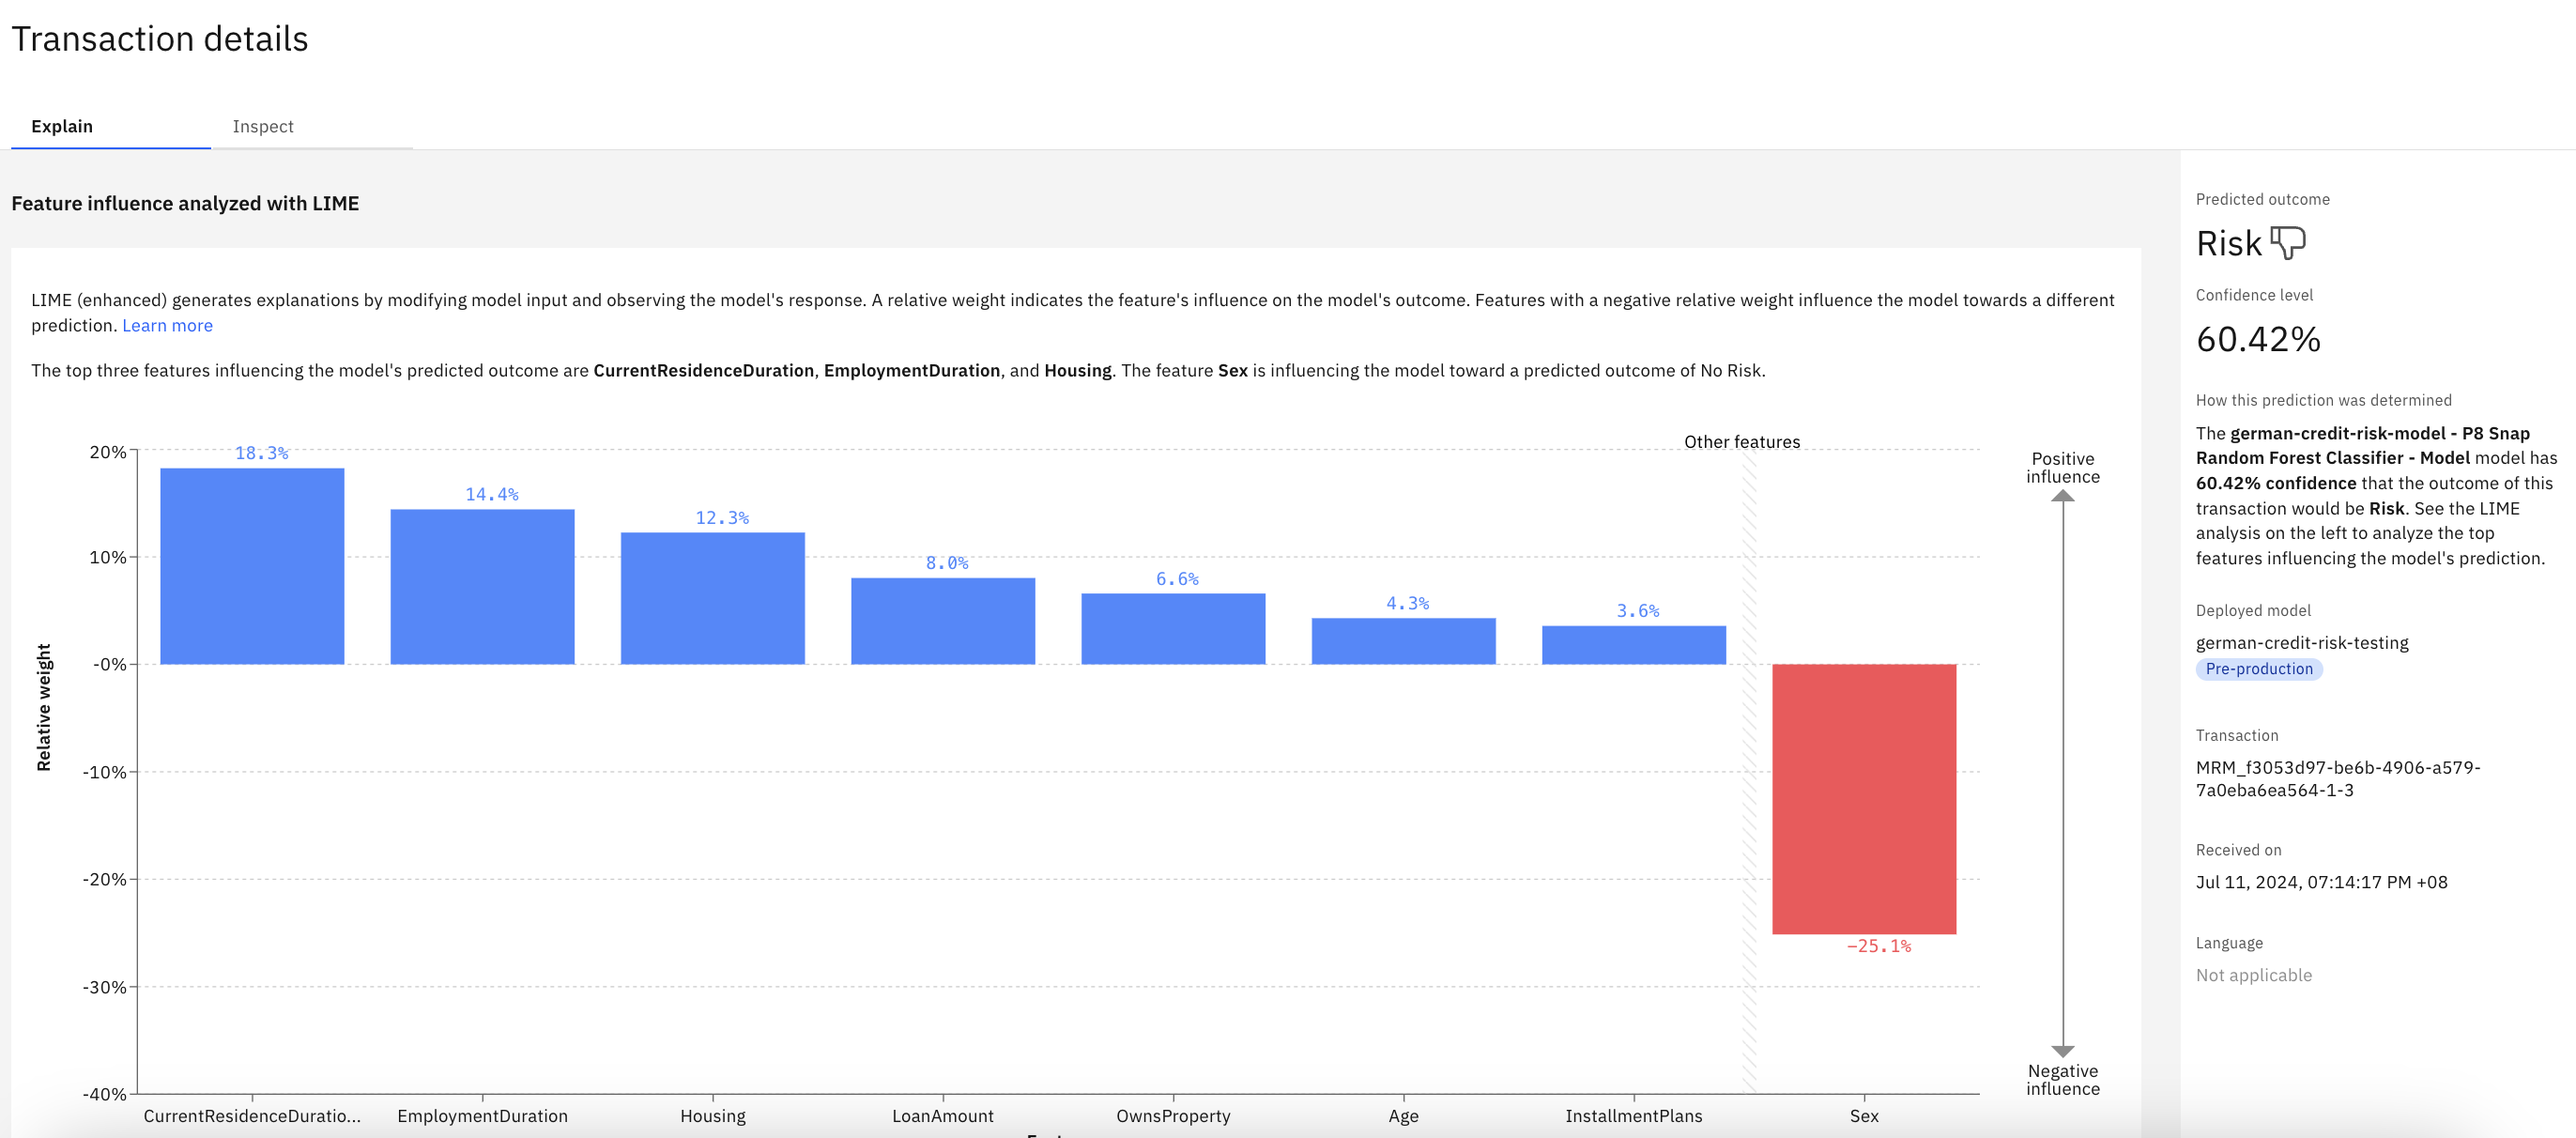 Transaction details
Explain
Inspect
Feature influence analyzed with LIME
LIME (enhanced) generates explanations by modifying model input and observing the model's response. A relative weight indicates the feature's influence on the model's outcome. Features with a negative relative weight influence the model towards a different
prediction. Learn more
The top three features influencing the model's predicted outcome are CurrentResidenceDuration, EmploymentDuration, and Housing. The feature Sex is influencing the model toward a predicted outcome of No Risk.
Relative weight
20%
10%
-0%
-10%
-20%
-30%
-40%
18.3%
14.4%
12.3%
8.0%
6.6%
4.3%
3.6%
−25.1%
Other features
Positive
influence
Negative
influence
CurrentResidenceDuratio...
EmploymentDuration
Housing
LoanAmount
OwnsProperty
Age
InstallmentPlans
Sex
Predicted outcome
Risk
Confidence level
60.42%
How this prediction was determined
The german-credit-risk-model - P8 Snap
Random Forest Classifier - Model model has
60.42% confidence that the outcome of this
transaction would be Risk. See the LIME
analysis on the left to analyze the top
features influencing the model's prediction.
Deployed model
german-credit-risk-testing
Pre-production
Transaction
MRM_f3053d97-be6b-4906-a579-
7a0eba6ea564-1-3
Received on
Jul 11, 2024, 07:14:17 PM +08
Language
Not applicable